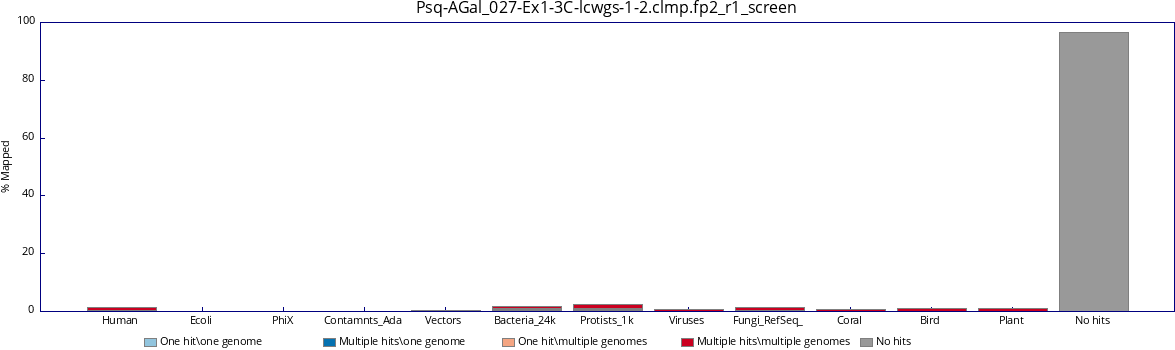 Psq-AGal_027-Ex1-3C-lcwgs-1-2.clmp.fp2_r1_screen
100
80
60
40
20
0
% Mapped
Human Ecoli PhiX Contamnts_Ada Vectors Bacteria_24k Protists_1k Viruses Fungi_RefSeq_ Coral Bird Plant No hits
One hit\one genome Multiple hits\one genome One hit\multiple genomes Multiple hits\multiple genomes No hits